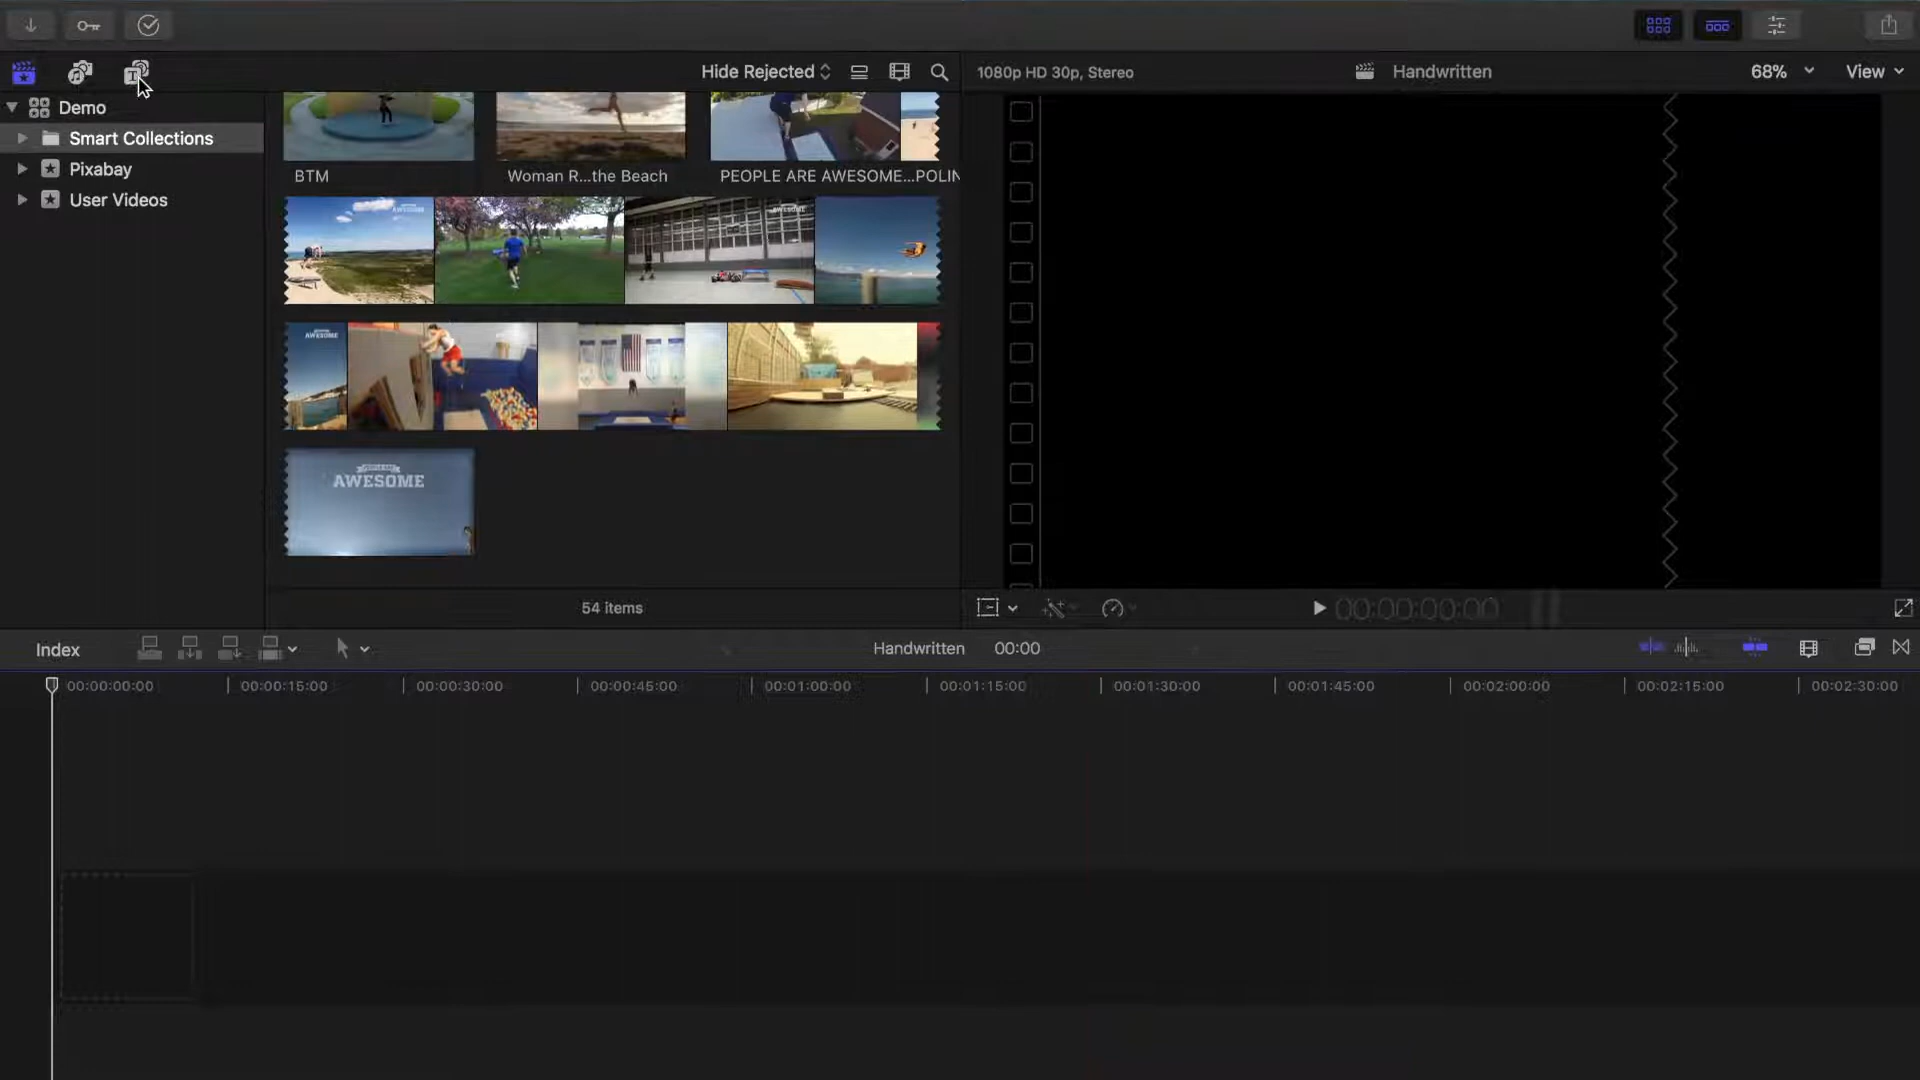 Hide Rejected
1080p HD 30p, Stereo
Handwritten
68%
View
Demo
Smart Collections
Pixabay
User Videos
BTM
Woman R...the Beach
PEOPLE ARE AWESOME...POLIN
AWESOME
54 items
00:00:00:00
Index
Handwritten
00:00
00:00:00:00
00:00:15:00
00:00:30:00
00:00:45:00
00:01:00:00
00:01:15:00
00:01:30:00
00:01:45:00
00:02:00:00
00:02:15:00
00:02:30:00